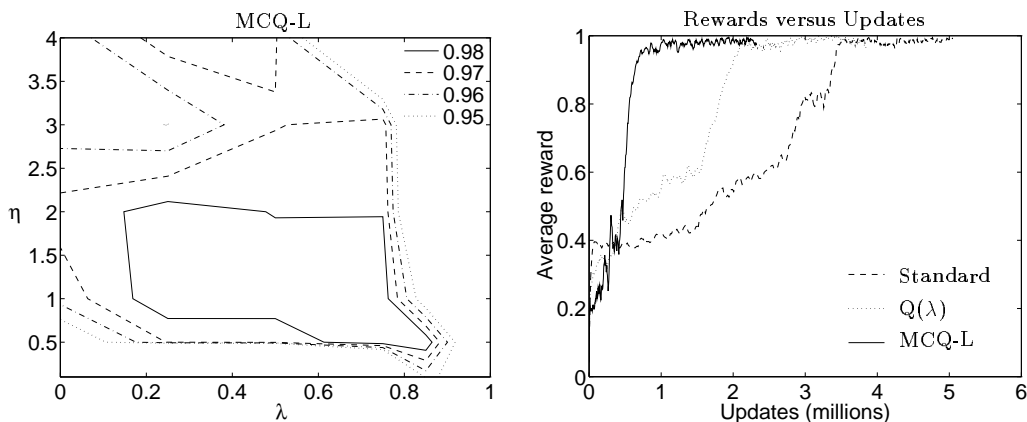 MCQ-L
4
3.5
3
2.5
2
1.5
1
0.5
η
0.98
0.97
0.96
0.95
0 0.2 0.4 0.6 0.8 1
λ
Rewards versus Updates
1
0.8
0.6
0.4
0.2
0
Average reward
Standard
Q(λ)
MCQ-L
0 1 2 3 4 5 6
Updates (millions)